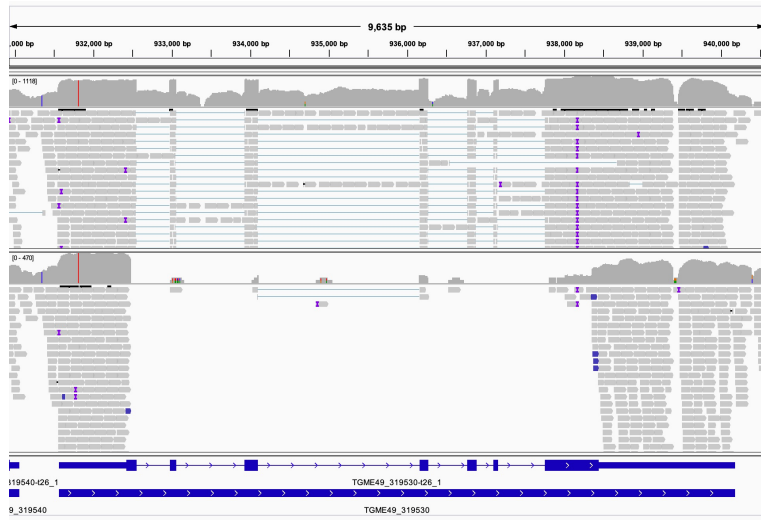 9,635 bp
,000 bp 932,000 bp 933,000 bp 934,000 bp 935,000 bp 936,000 bp 937,000 bp 938,000 bp 939,000 bp 940,000 bp
[0 - 1118]
[0 - 470]
319540-t26_1 TGME49_319530-t26_1
9_319540 TGME49_319530